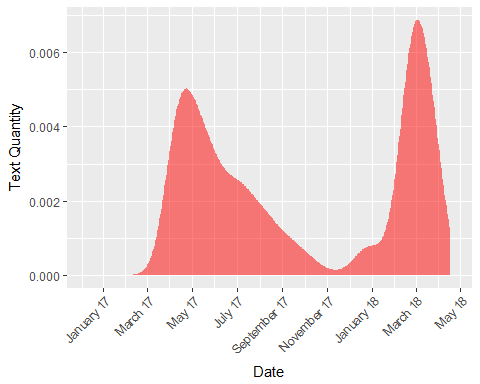 Text Quantity
0.006
0.004
0.002
0.000
January 17
March 17
May 17
July 17
September 17
November 17
January 18
March 18
May 18
Date